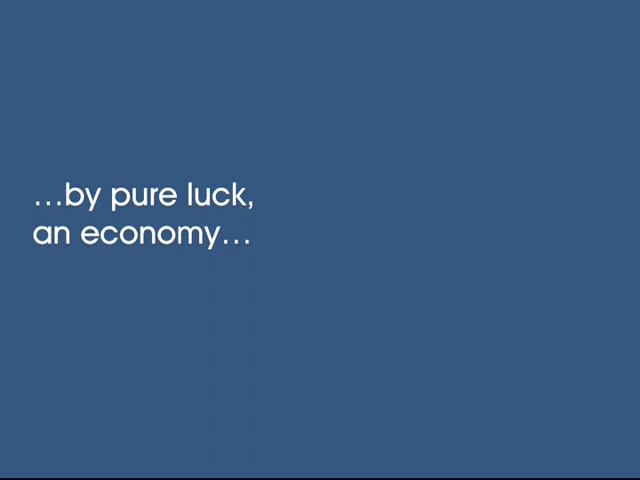 …by pure luck,
an economy…